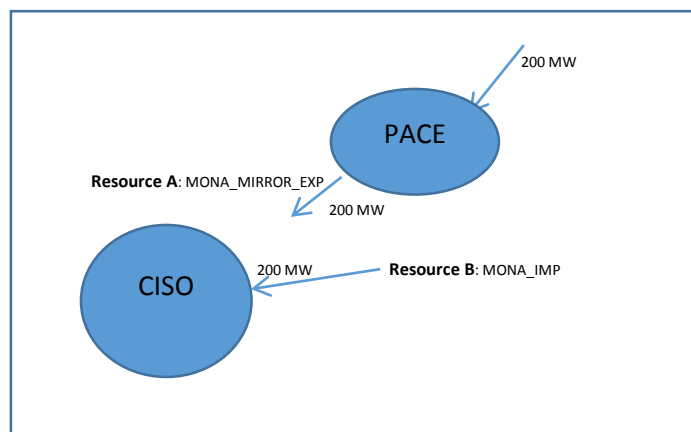 200 MW
PACE
Resource A: MONA_MIRROR_EXP
200 MW
200 MW
Resource B: MONA_IMP
CISO